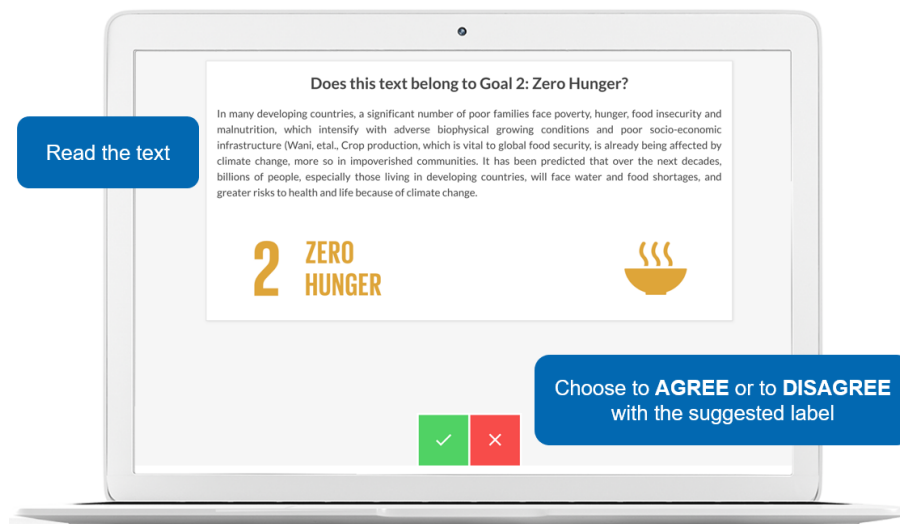 Does this text belong to Goal 2: Zero Hunger?
Read the text
In many developing countries, a significant number of poor families face poverty, hunger, food insecurity and
malnutrition, which intensify with adverse biophysical growing conditions and poor socio-economic
infrastructure (Wani, etal., Crop production, which is vital to global food security, is already being affected by
climate change, more so in impoverished communities. It has been predicted that over the next decades,
billions of people, especially those living in developing countries, will face water and food shortages, and
greater risks to health and life because of climate change.
2 ZERO
HUNGER
Choose to AGREE or to DISAGREE
with the suggested label